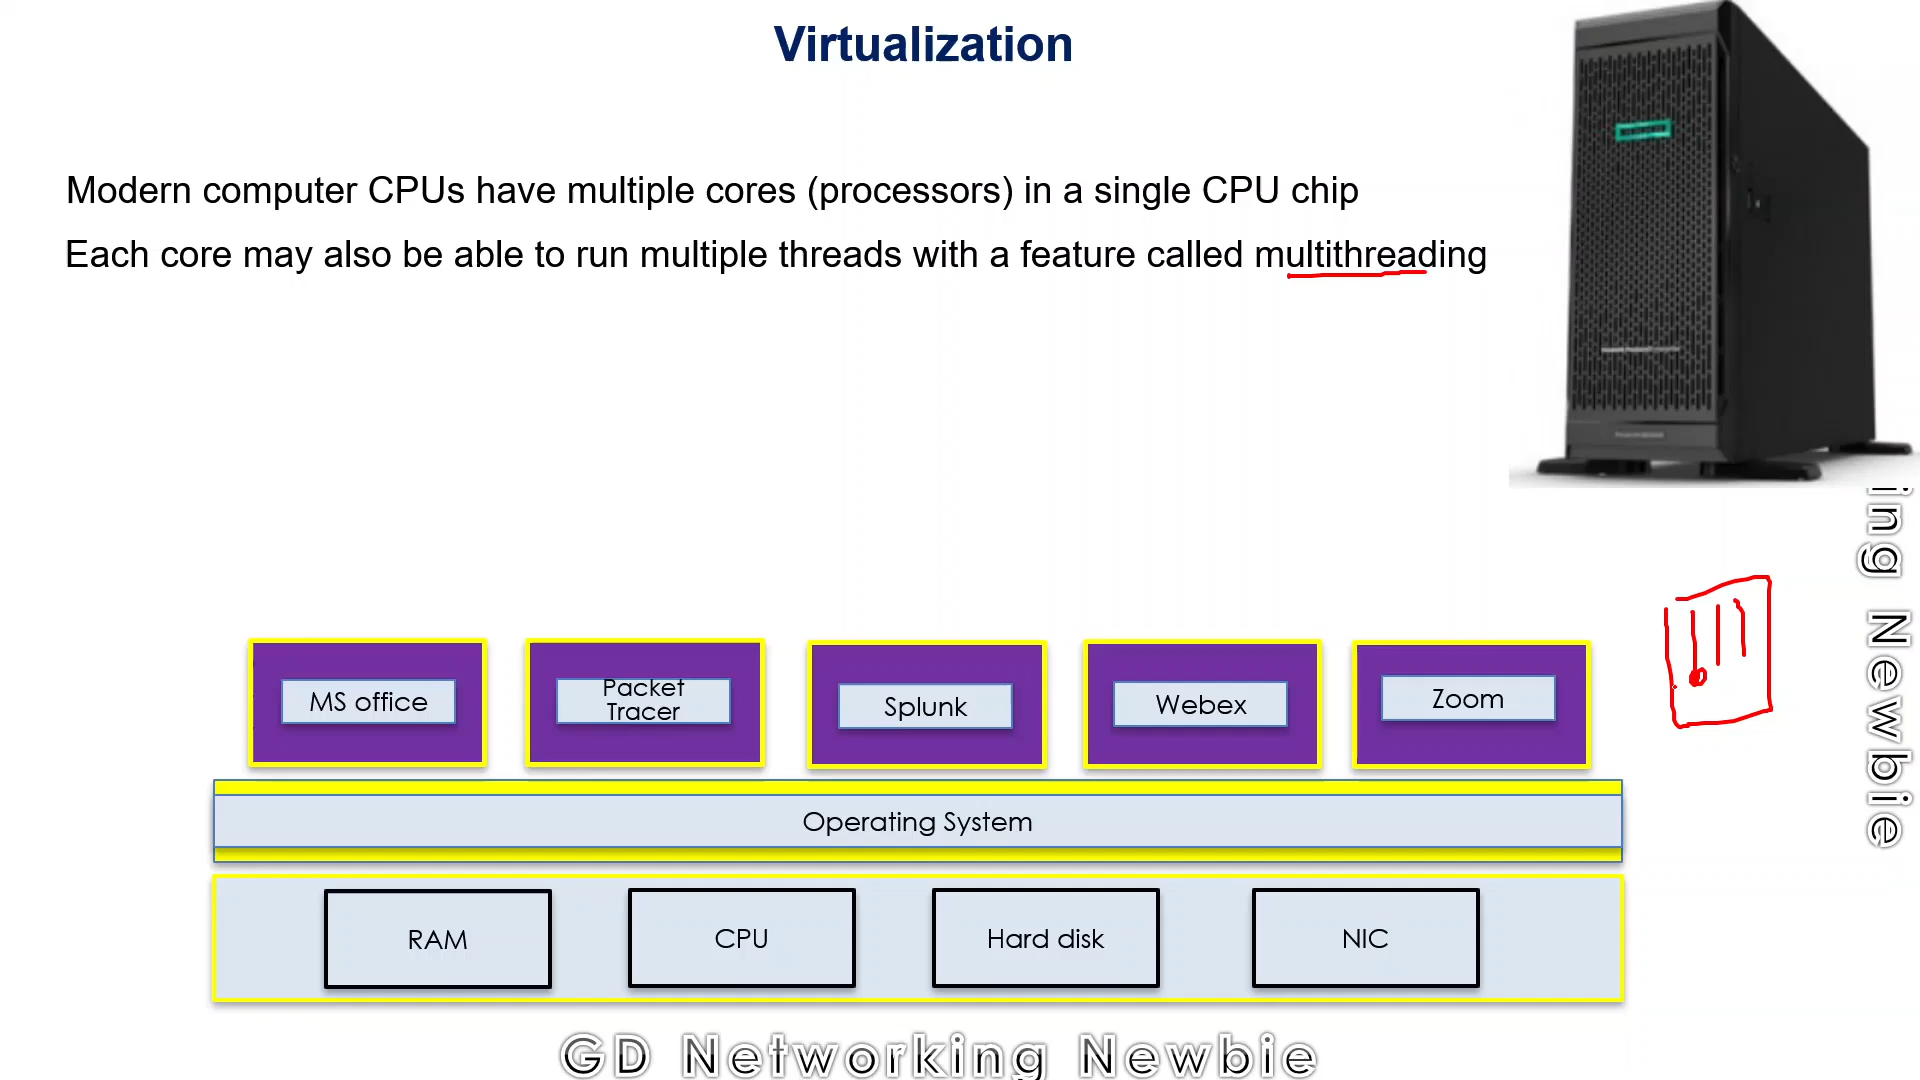 Virtualization
Modern computer CPUs have multiple cores (processors) in a single CPU chip
Each core may also be able to run multiple threads with a feature called multithreading
ing Newbie
MS office
Packet
Tracer
Splunk
Webex
Zoom
Operating System
RAM
CPU
Hard disk
NIC
GD Networking Newbie